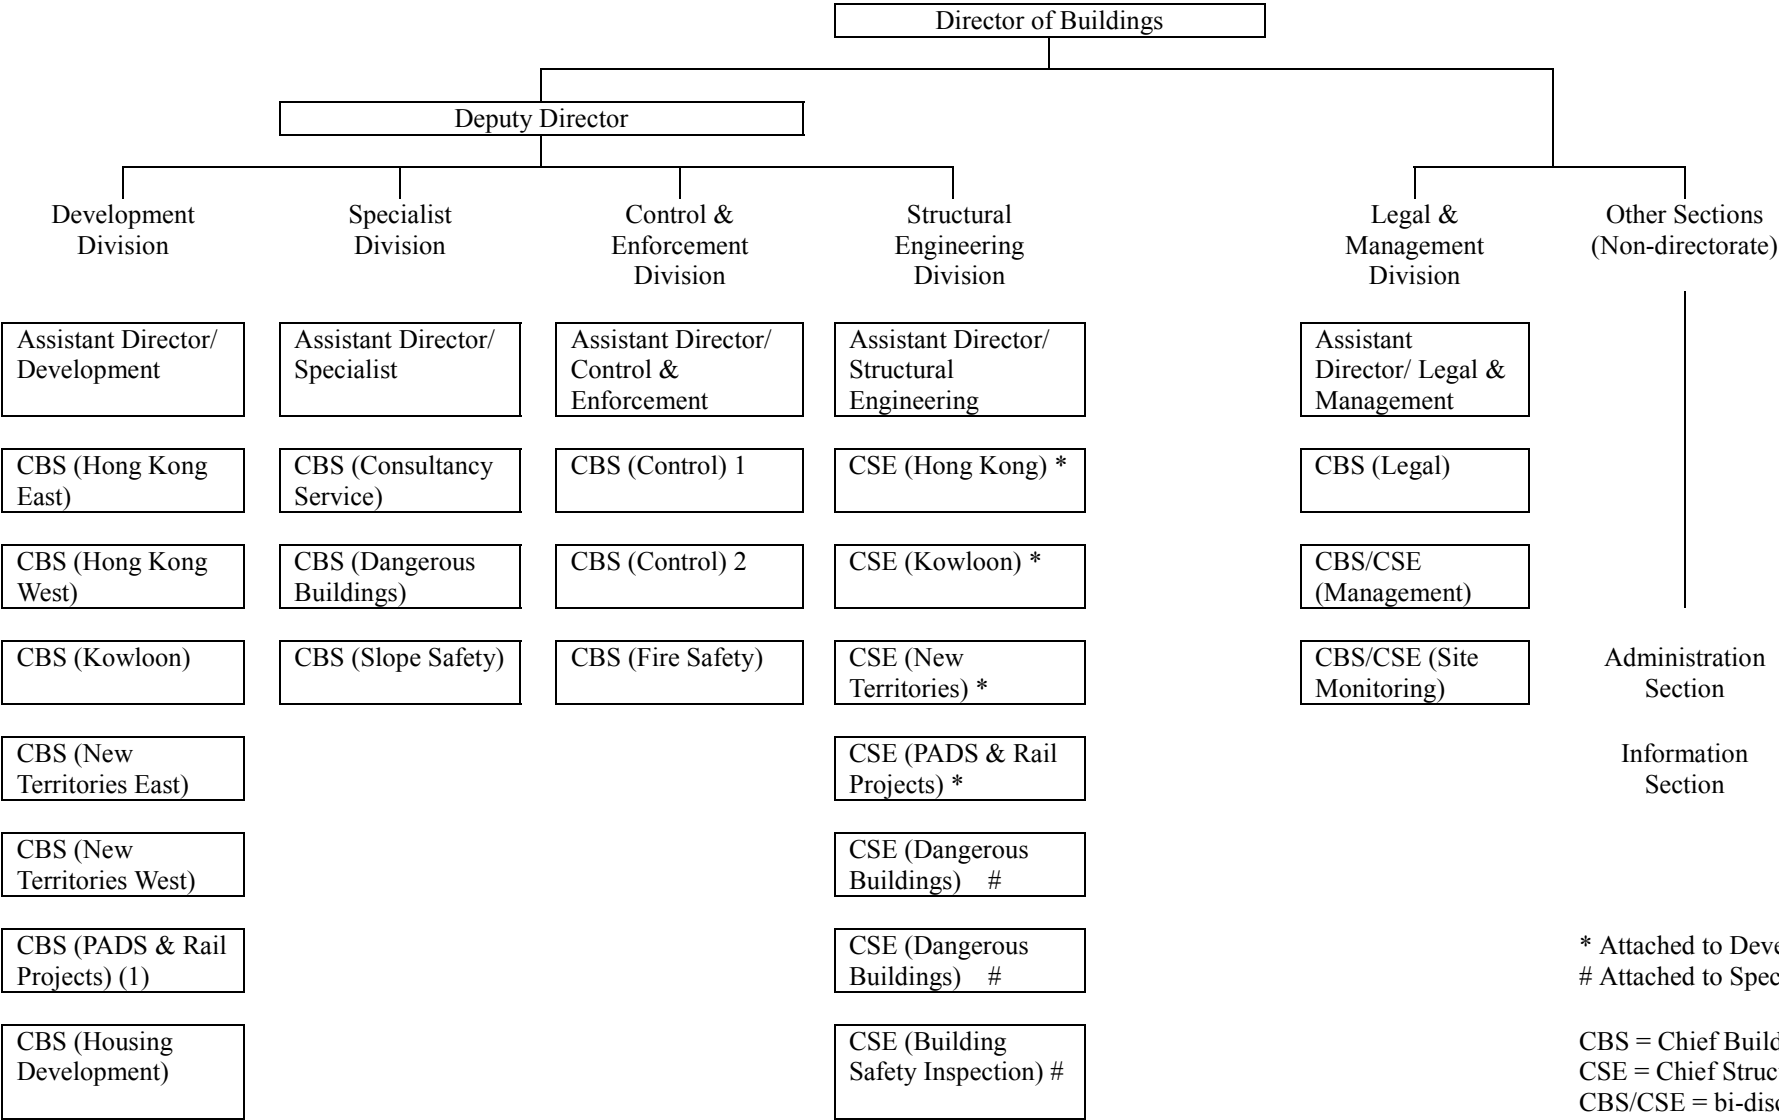 Director of Buildings
Deputy Director
Development
Division
Specialist
Division
Control &
Enforcement
Division
Structural
Engineering
Division
Legal &
Management
Division
Other Sections
(Non-directorate)
Assistant Director/
Development
Assistant Director/
Specialist
Assistant Director/
Control &
Enforcement
Assistant Director/
Structural
Engineering
Assistant
Director/ Legal &
Management
CBS (Hong Kong
East)
CBS (Consultancy
Service)
CBS (Control) 1
CSE (Hong Kong) *
CBS (Legal)
CBS (Hong Kong
West)
CBS (Dangerous
Buildings)
CBS (Control) 2
CSE (Kowloon) *
CBS/CSE
(Management)
CBS (Kowloon)
CBS (Slope Safety)
CBS (Fire Safety)
CSE (New
Territories) *
CBS/CSE (Site
Monitoring)
Administration
Section
CBS (New
Territories East)
CSE (PADS & Rail
Projects) *
Information
Section
CBS (New
Territories West)
CSE (Dangerous
Buildings) #
CBS (PADS & Rail
Projects) (1)
CSE (Dangerous
Buildings) #
* Attached to
# Attached to
CBS (Housing
Development)
CSE (Building
Safety Inspection) #
CBS = Chief
CSE = Chief
CBS/CSE =